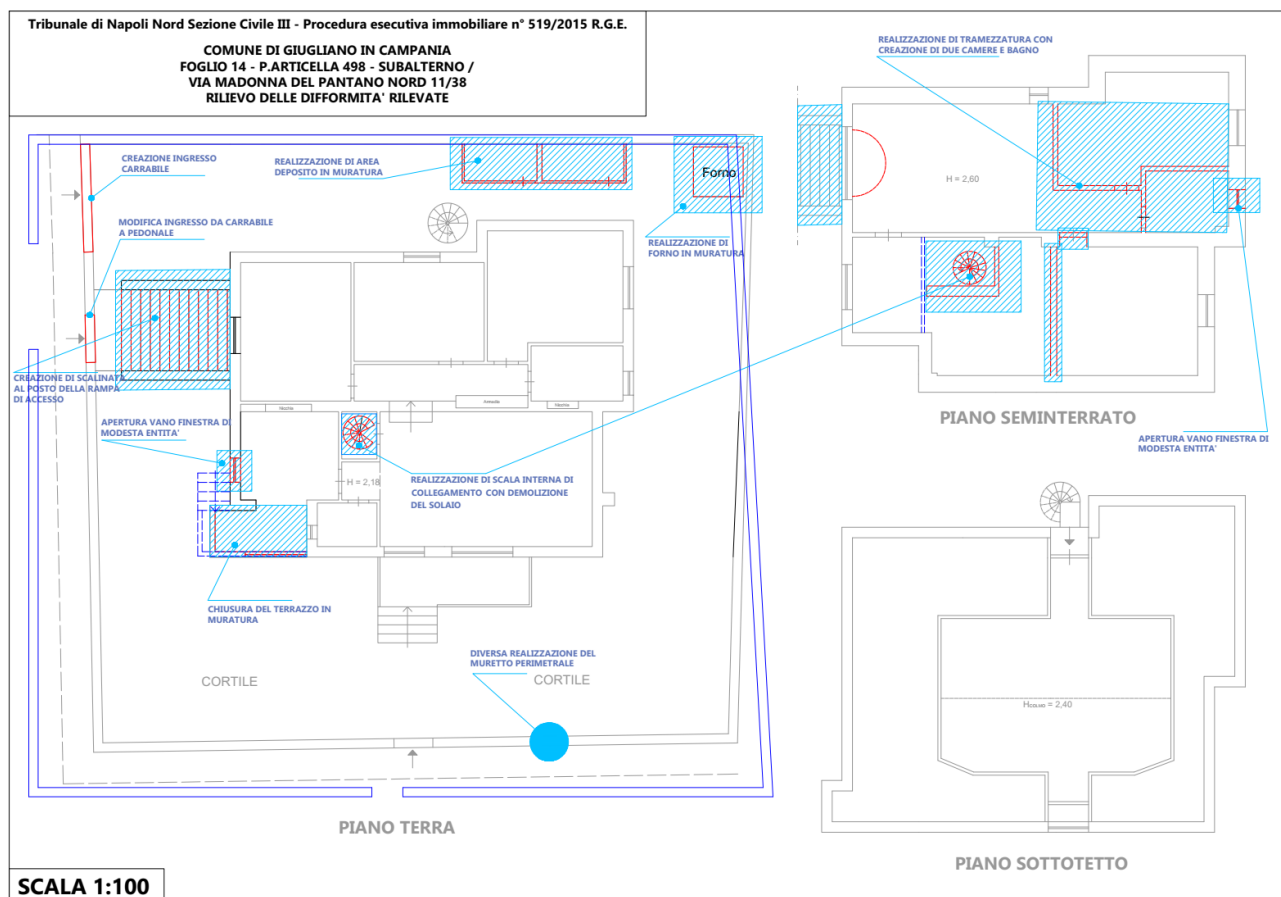 Tribunale di Napoli Nord Sezione Civile III - Procedura esecutiva immobiliare n° 519/2015 R.G.E.
COMUNE DI GIUGLIANO IN CAMPANIA
FOGLIO 14 - P.ARTICELLA 498 - SUBALTERNO /
VIA MADONNA DEL PANTANO NORD 11/38
RILIEVO DELLE DIFFORMITA' RILEVATE
REALIZZAZIONE DI TRAMEZZATURA CON
CREAZIONE DI DUE CAMERE E BAGNO
CREAZIONE INGRESSO
CARRABILE
REALIZZAZIONE DI AREA
DEPOSITO IN MURATURA
Forno
H = 2,60
MODIFICA INGRESSO DA CARRABILE
A PEDONALE
REALIZZAZIONE DI
FORNO IN MURATURA
CREAZIONE DI SCALINATA
AL POSTO DELLA RAMPA
DI ACCESSO
Nicchia
Armadio
Nicchia
PIANO SEMINTERRATO
APERTURA VANO FINESTRA DI
MODESTA ENTITA'
APERTURA VANO FINESTRA DI
MODESTA ENTITA'
H = 2,18
REALIZZAZIONE DI SCALA INTERNA DI
COLLEGAMENTO CON DEMOLIZIONE
DEL SOLAIO
CHIUSURA DEL TERRAZZO IN
MURATURA
DIVERSA REALIZZAZIONE DEL
MURETTO PERIMETRALE
CORTILE
CORTILE
HCOLMO = 2,40
PIANO TERRA
PIANO SOTTOTETTO
SCALA 1:100